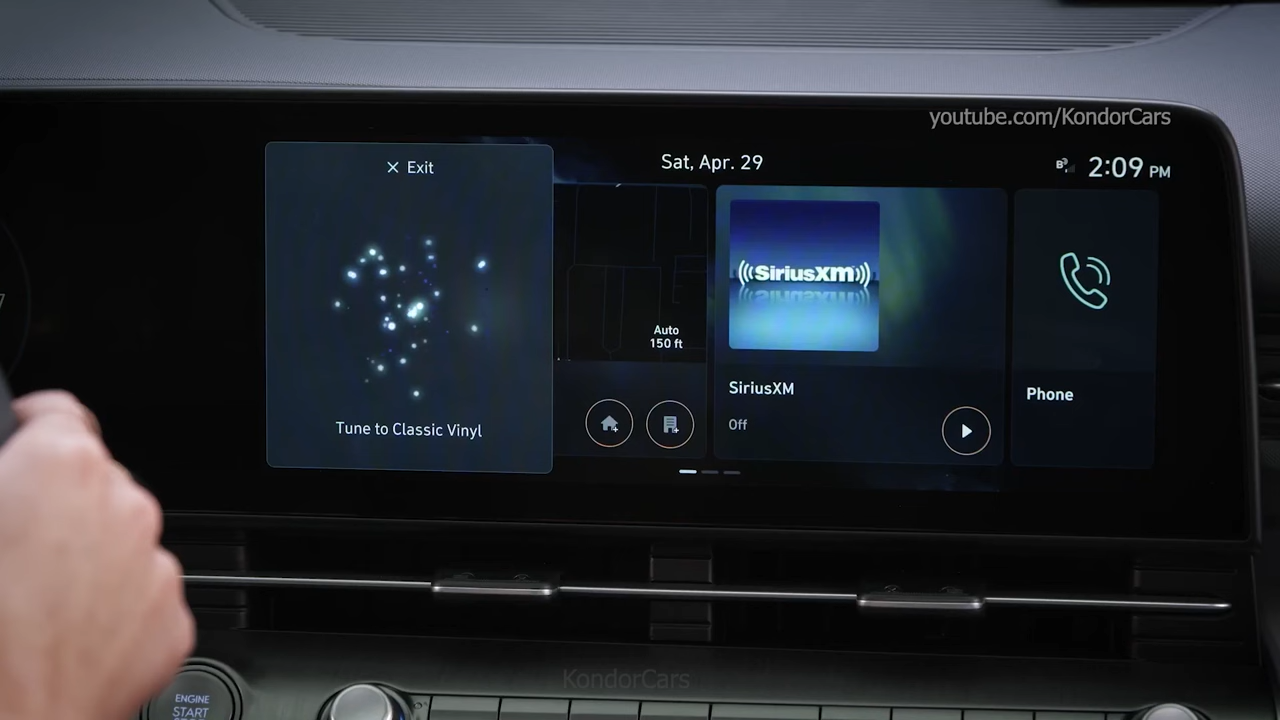 youtube.com/KondorCars
Exit
Sat, Apr. 29
2:09 PM
((SiriusXm))
Auto
150 ft
SiriusXM
Off
Phone
Tune to Classic Vinyl
KondorCars
ENGINE
START